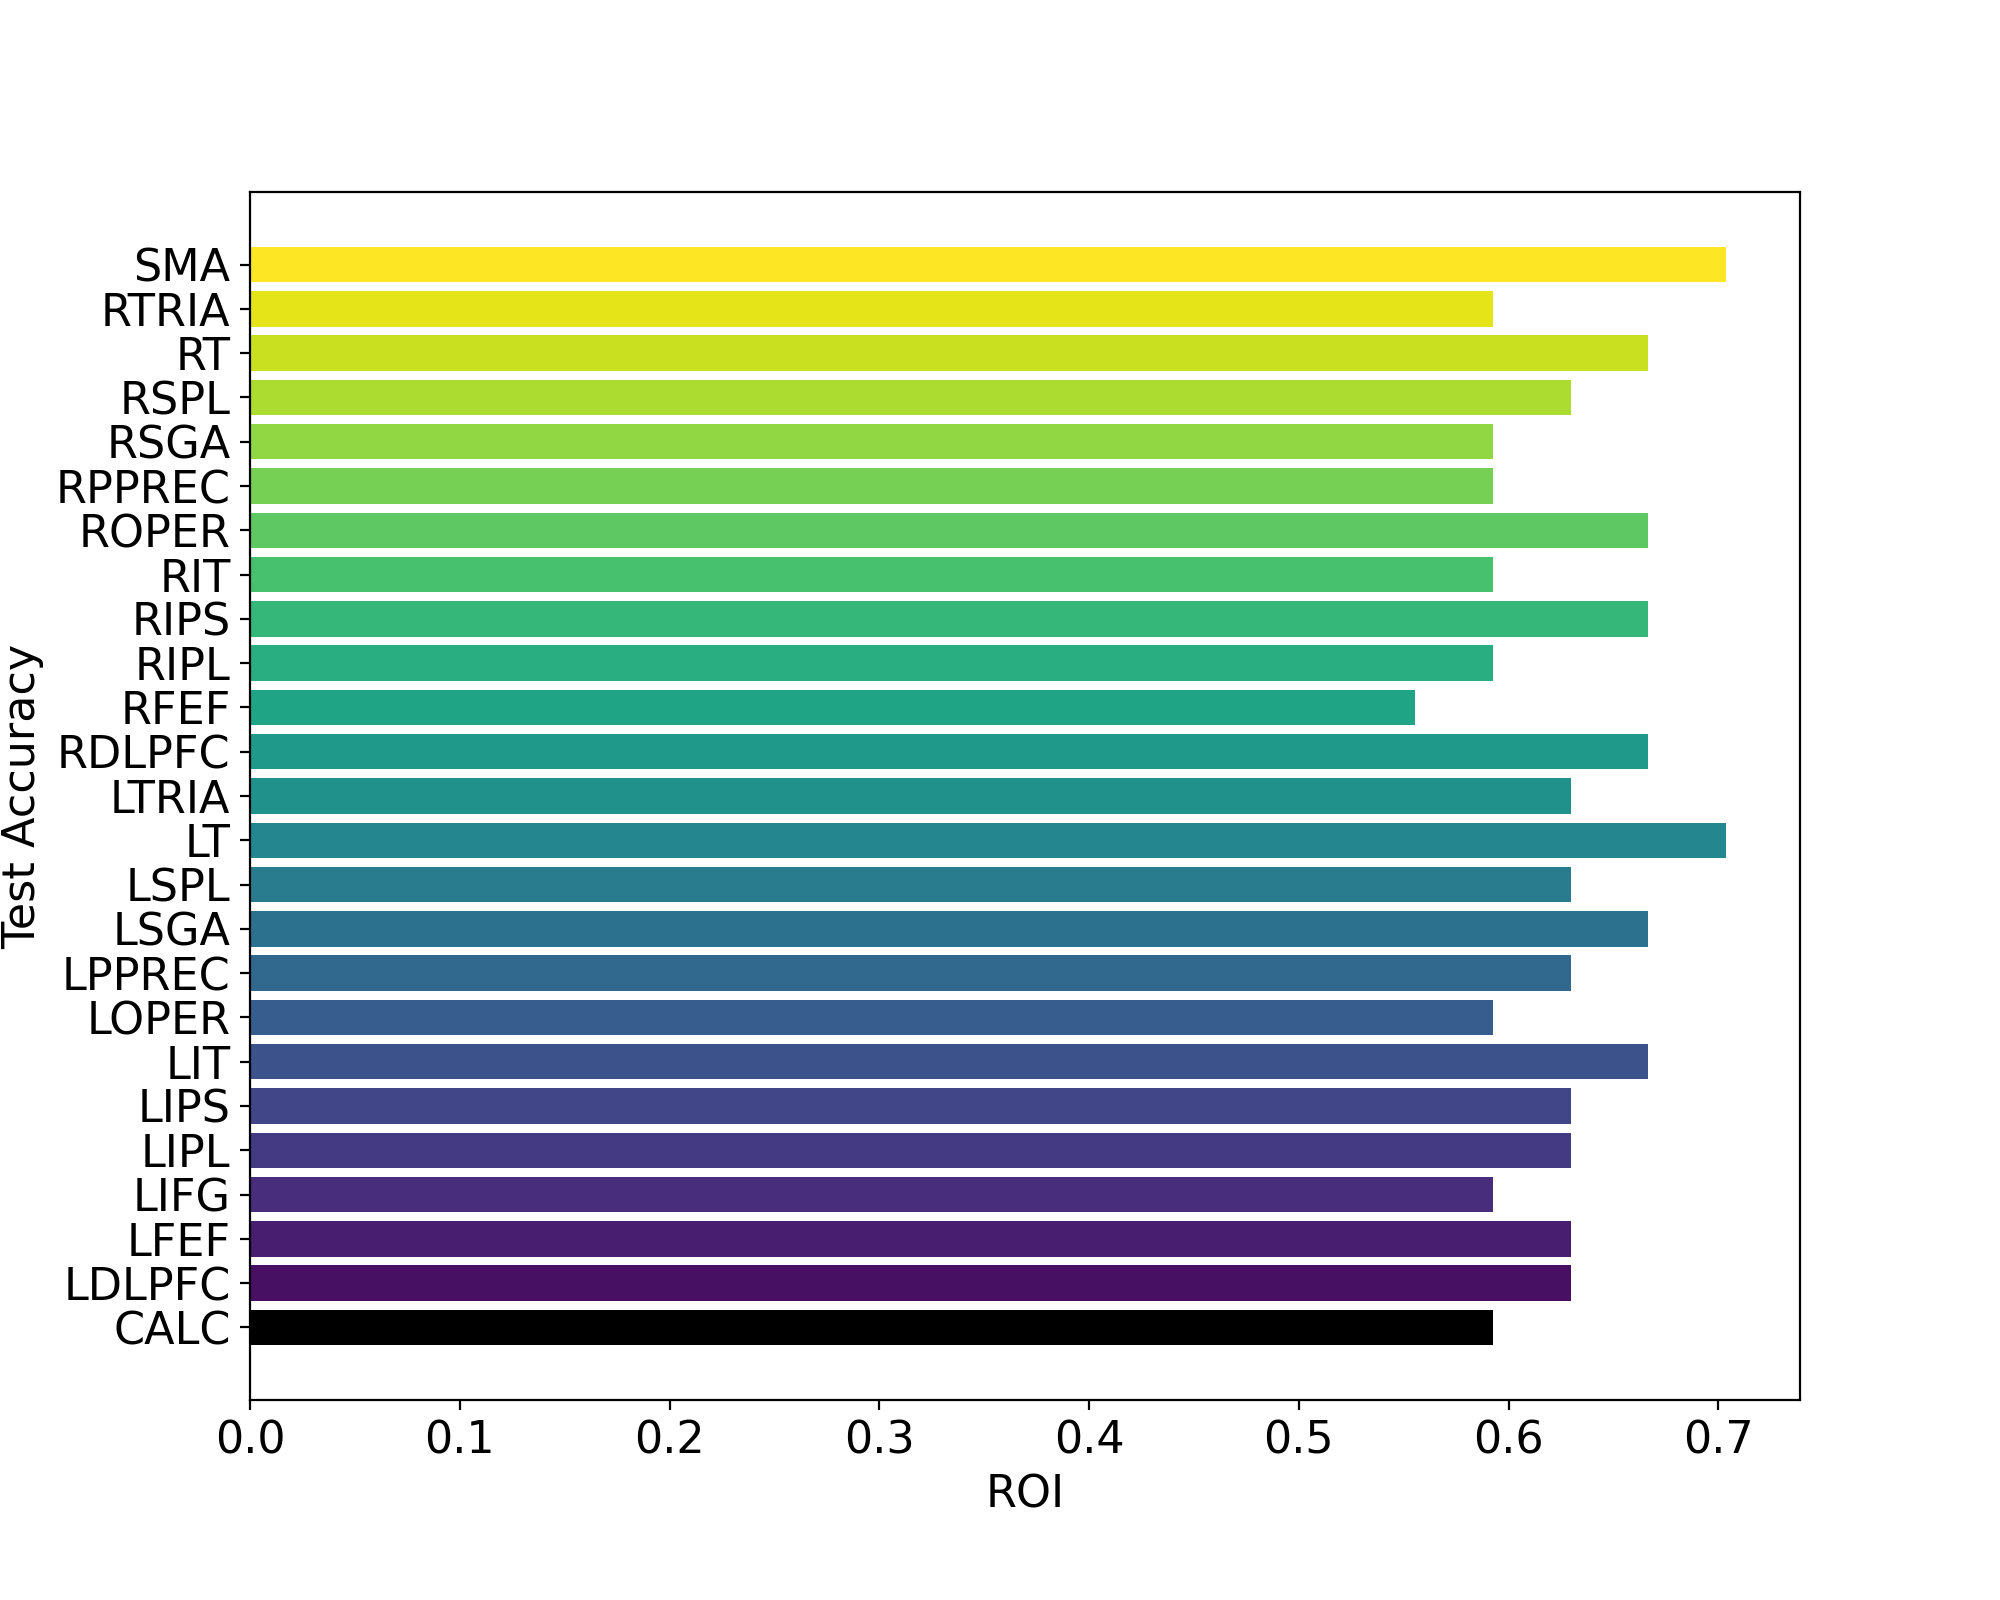 SMA
RTRIA
RT
RSPL
RSGA
RPPREC
ROPER
RIT
RIPS
RIPL
RFEF
RDLPFC
LTRIA
LT
LSPL
LSGA
LPPREC
LOPER
LIT
LIPS
LIPL
LIFG
LFEF
LDLPFC
CALC
Test Accuracy
0.0 0.1 0.2 0.3 0.4 0.5 0.6 0.7
ROI